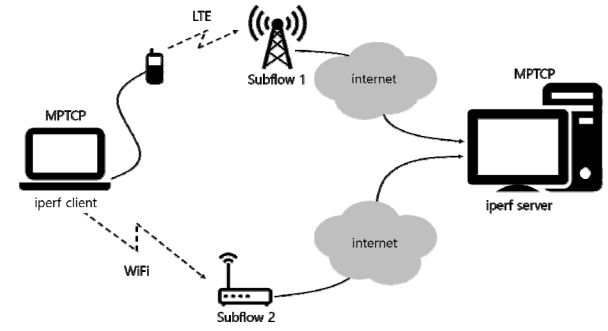 LTE
Subflow 1
internet
MPTCP
MPTCP
iperf client
iperf server
internet
WiFi
Subflow 2